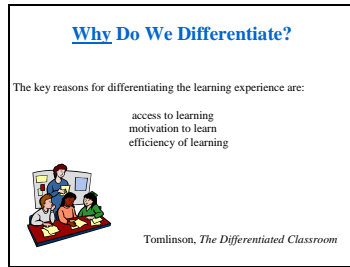 Why Do We Differentiate?
The key reasons for differentiating the learning experience are:
access to learning
motivation to learn
efficiency of learning
Tomlinson, The Differentiated Classroom